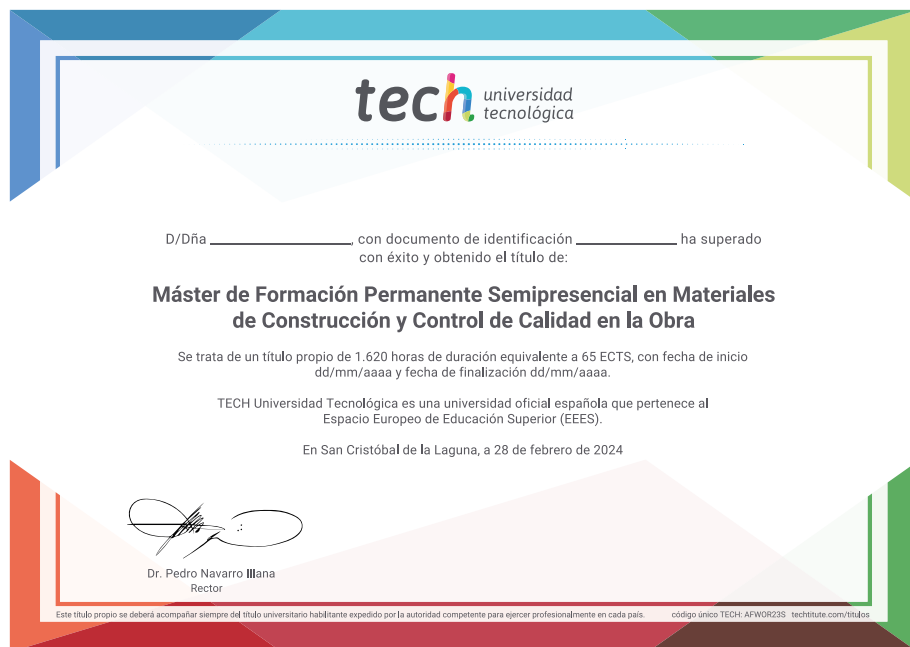 tech universidad
tecnológica
D/Dña ____________________, con documento de identificación ______________ ha superado
con éxito y obtenido el título de:
Máster de Formación Permanente Semipresencial en Materiales
de Construcción y Control de Calidad en la Obra
Se trata de un título propio de 1.620 horas de duración equivalente a 65 ECTS, con fecha de inicio
dd/mm/aaaa y fecha de finalización dd/mm/aaaa.
TECH Universidad Tecnológica es una universidad oficial española que pertenece al
Espacio Europeo de Educación Superior (EEES).
En San Cristóbal de la Laguna, a 28 de febrero de 2024
Dr. Pedro Navarro Illana
Rector
Este título propio se deberá acompañar siempre del título universitario habilitante expedido por la autoridad competente para ejercer profesionalmente en cada país. código único TECH: AFWOR23S techtitute.com/titulos